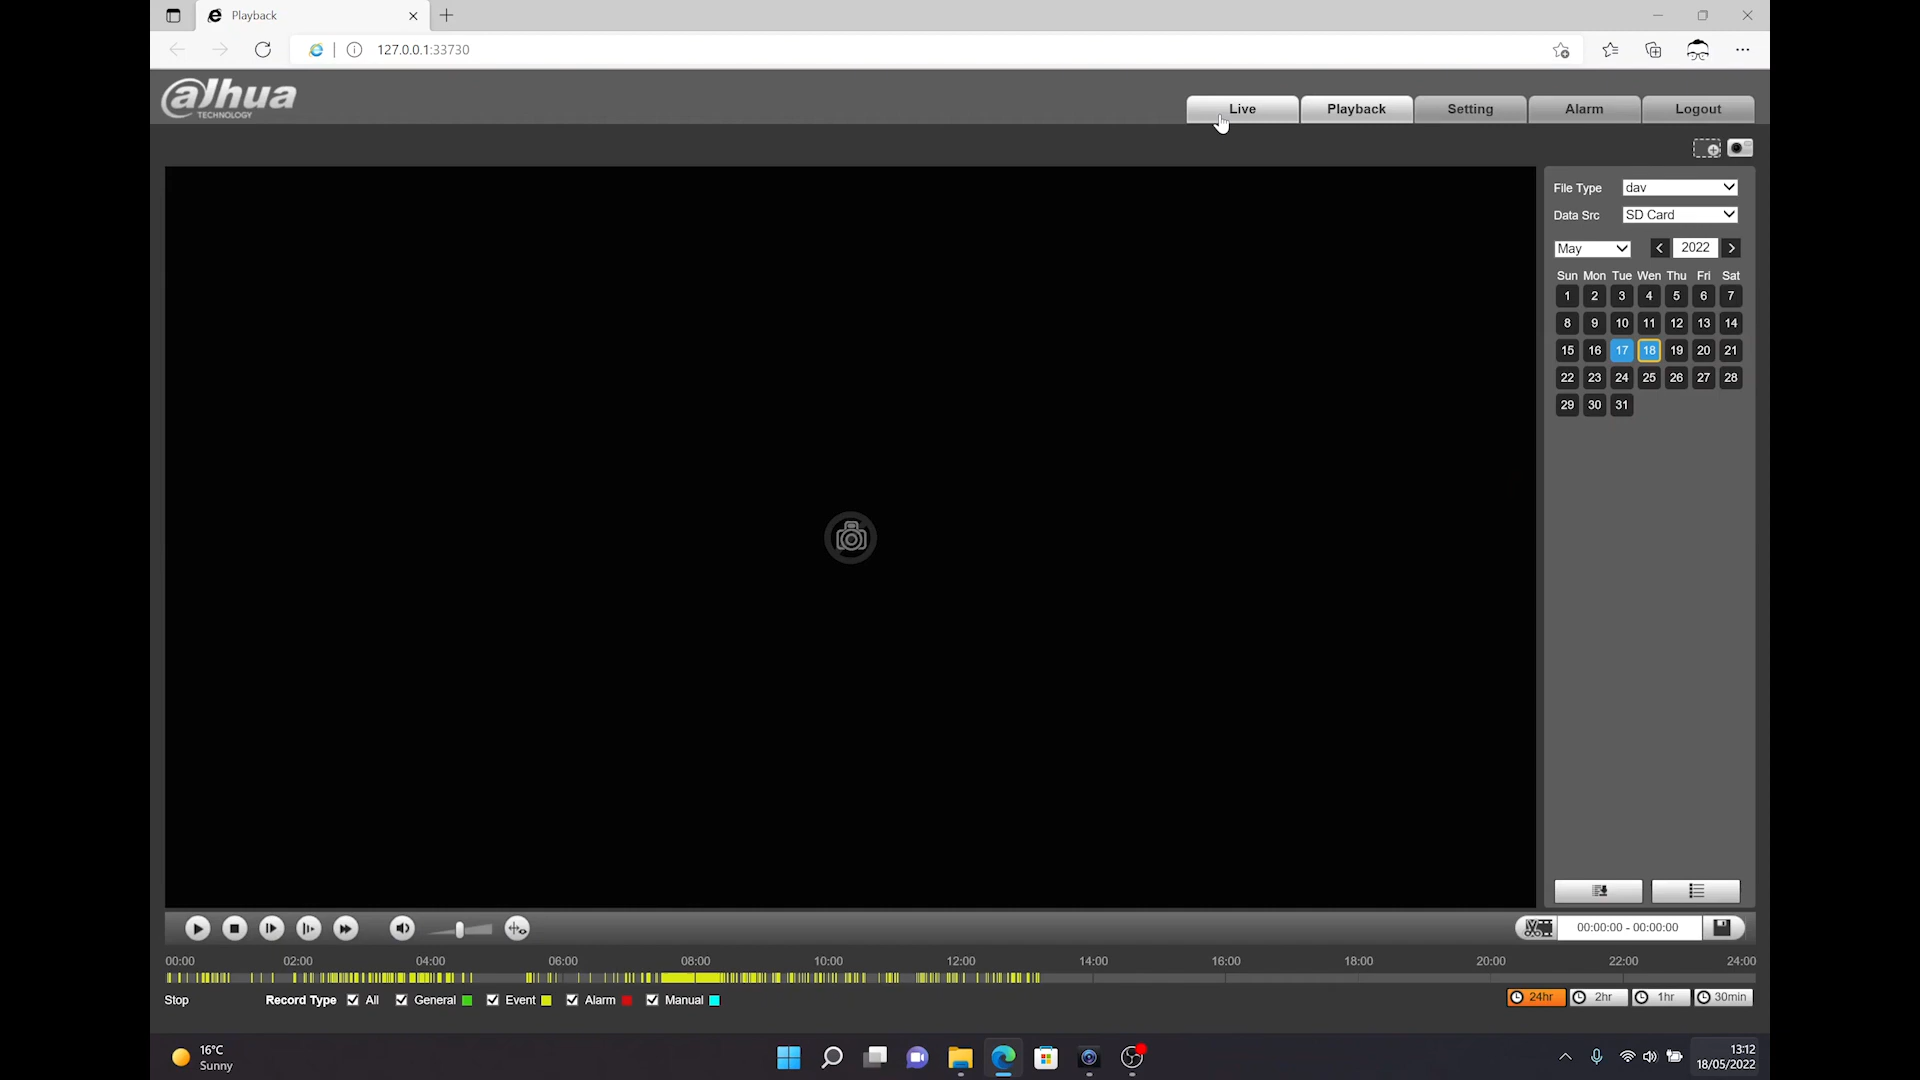 Playback
127.0.0.1:33730
alhua
TECHNOLOGY
Live
Playback
Setting
Alarm
Logout
File Type dav
Data Src SD Card
May 2022
Sun Mon Tue Wen Thu Fri Sat
1 2 3 4 5 6 7
8 9 10 11 12 13 14
15 16 17 18 19 20 21
22 23 24 25 26 27 28
29 30 31
00:00:00 - 00:00:00
00:00 02:00 04:00 06:00 08:00 10:00 12:00 14:00 16:00 18:00 20:00 22:00 24:00
Stop Record Type All General Event Alarm Manual 24hr 2hr 1hr 30min
16°C
Sunny
13:12
18/05/2022